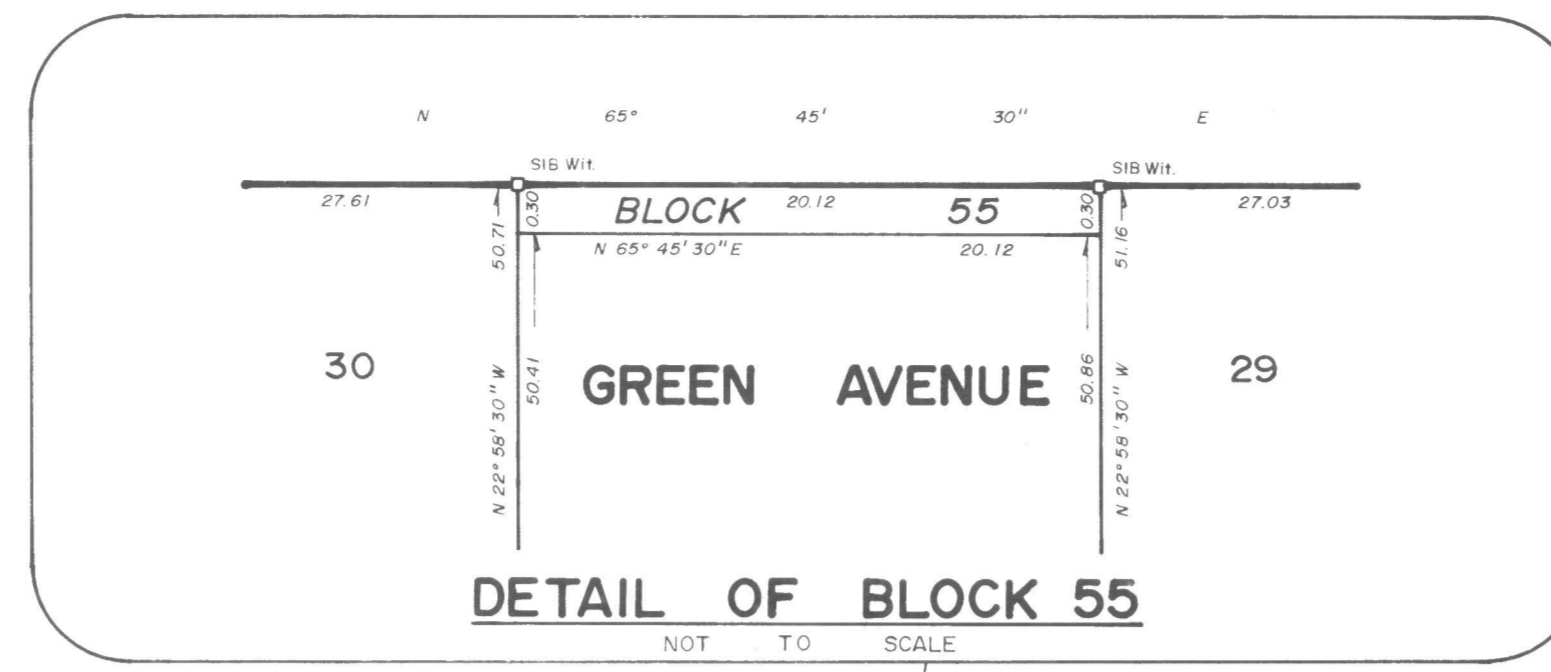 N 65° 45' 30" E
SIB Wit.
SIB Wit.
27.61
20.12
27.03
0.30
0.30
BLOCK 55
50.71
51.16
N 65° 45' 30" E
20.12
30
29
N 22° 58' 30" W
50.41
GREEN AVENUE
50.86
N 22° 58' 30" W
DETAIL OF BLOCK 55
NOT TO SCALE